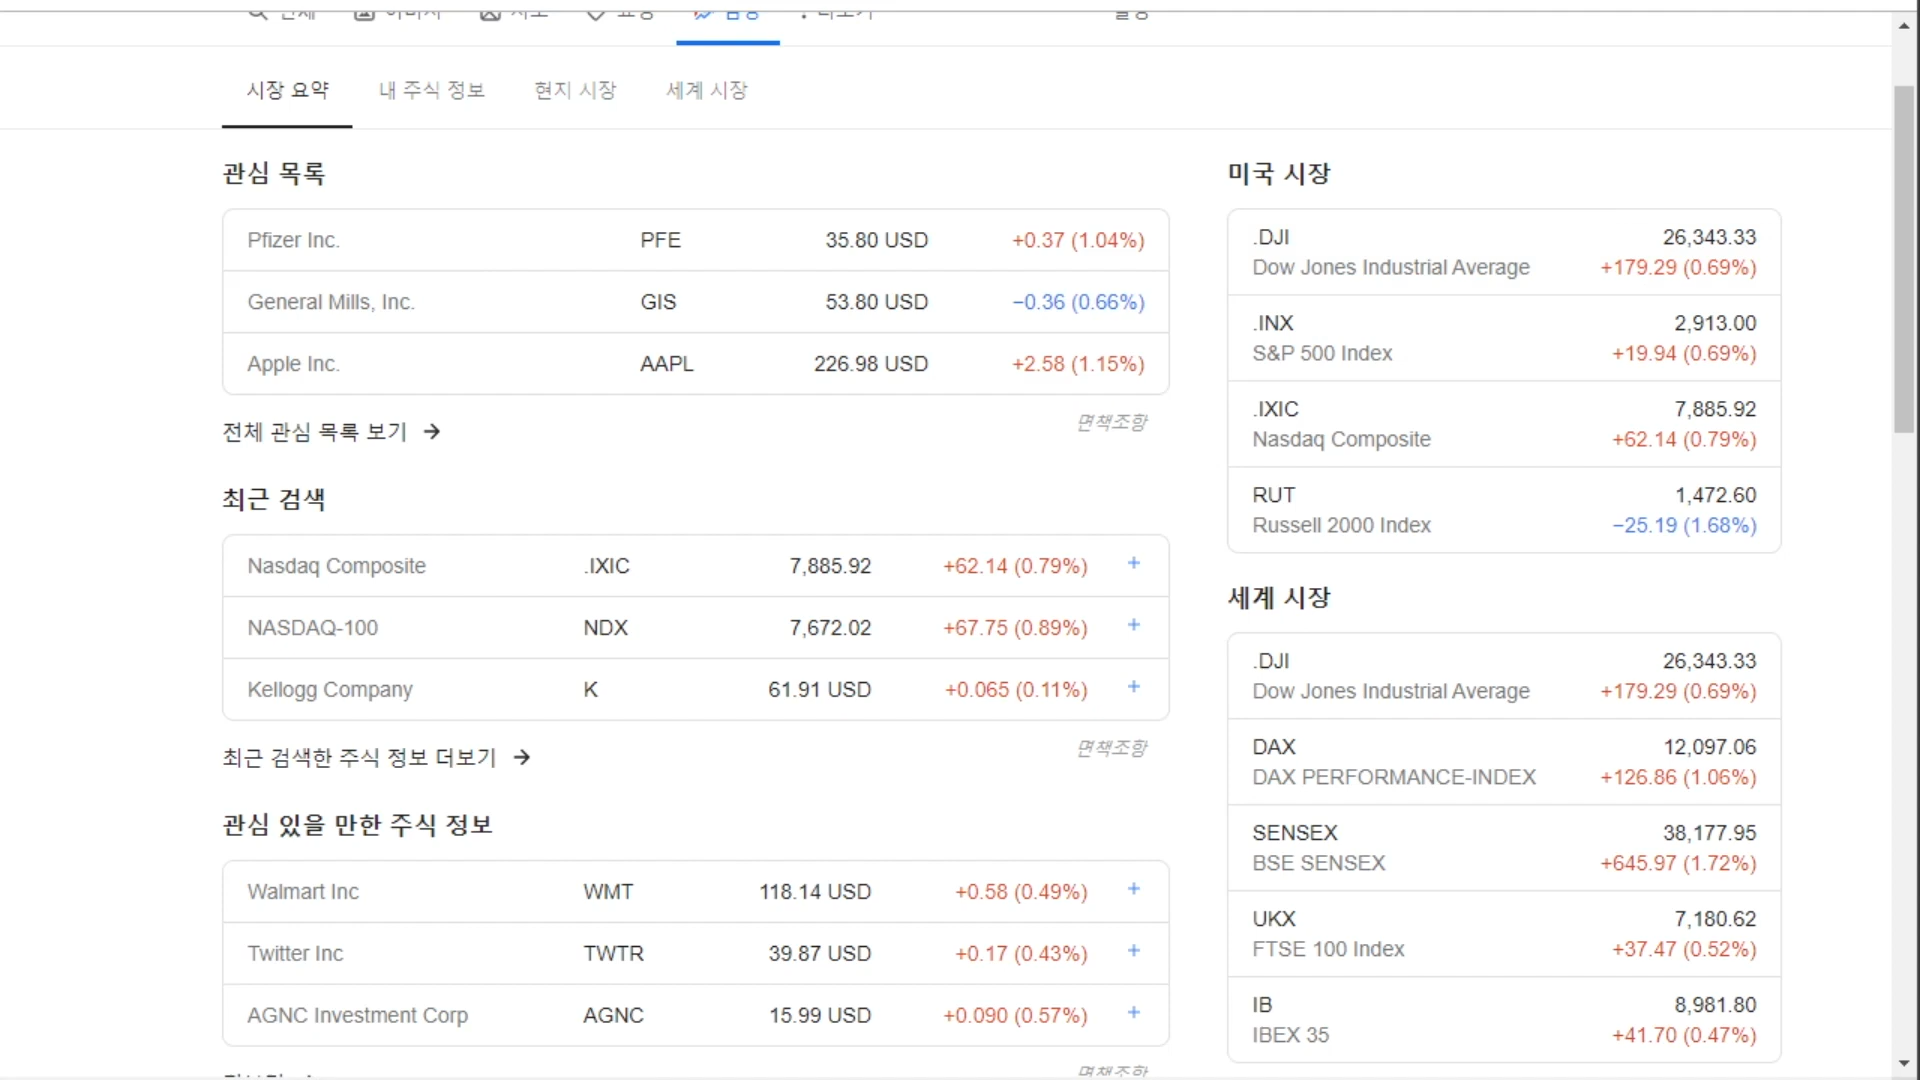 시장 요약 내 주식 정보 현지 시장 세계 시장
관심 목록
Pfizer Inc. PFE 35.80 USD +0.37 (1.04%)
General Mills, Inc. GIS 53.80 USD −0.36 (0.66%)
Apple Inc. AAPL 226.98 USD +2.58 (1.15%)
전체 관심 목록 보기 →
면책조항
최근 검색
Nasdaq Composite .IXIC 7,885.92 +62.14 (0.79%) +
NASDAQ-100 NDX 7,672.02 +67.75 (0.89%) +
Kellogg Company K 61.91 USD +0.065 (0.11%) +
최근 검색한 주식 정보 더보기 →
면책조항
관심 있을 만한 주식 정보
Walmart Inc WMT 118.14 USD +0.58 (0.49%) +
Twitter Inc TWTR 39.87 USD +0.17 (0.43%) +
AGNC Investment Corp AGNC 15.99 USD +0.090 (0.57%) +
면책조항
미국 시장
.DJI 26,343.33
Dow Jones Industrial Average +179.29 (0.69%)
.INX 2,913.00
S&P 500 Index +19.94 (0.69%)
.IXIC 7,885.92
Nasdaq Composite +62.14 (0.79%)
RUT 1,472.60
Russell 2000 Index −25.19 (1.68%)
세계 시장
.DJI 26,343.33
Dow Jones Industrial Average +179.29 (0.69%)
DAX 12,097.06
DAX PERFORMANCE-INDEX +126.86 (1.06%)
SENSEX 38,177.95
BSE SENSEX +645.97 (1.72%)
UKX 7,180.62
FTSE 100 Index +37.47 (0.52%)
IB 8,981.80
IBEX 35 +41.70 (0.47%)